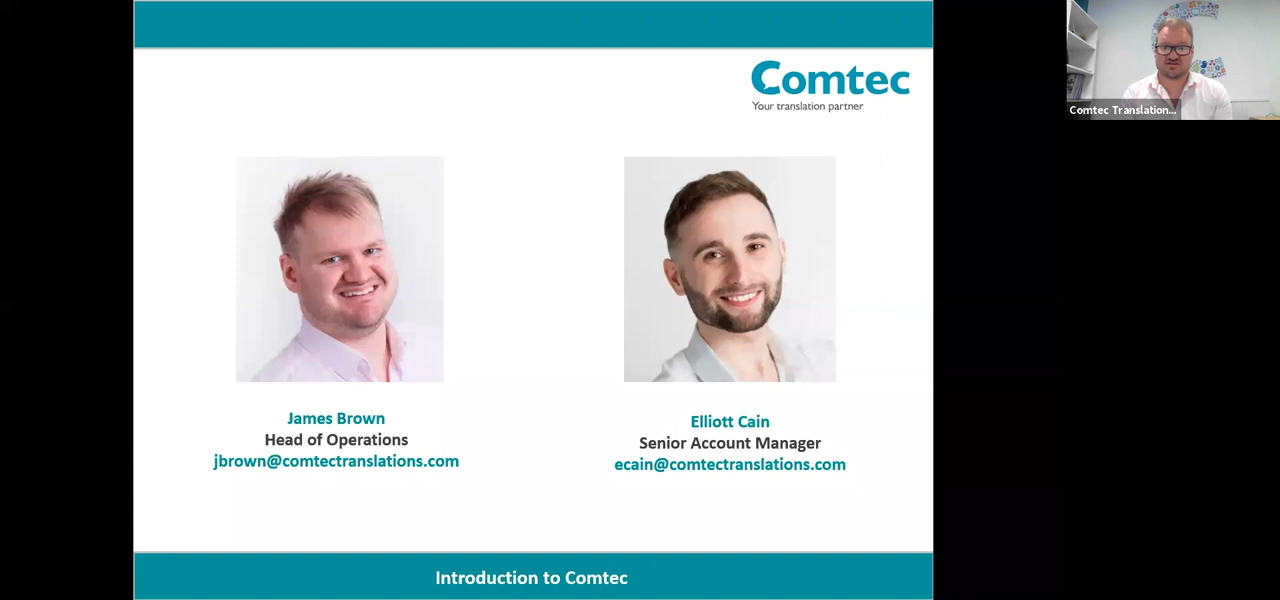 Comtec
Your translation partner
Comtec Translation...
James Brown
Head of Operations
jbrown@comtectranslations.com
Elliott Cain
Senior Account Manager
ecain@comtectranslations.com
Introduction to Comtec